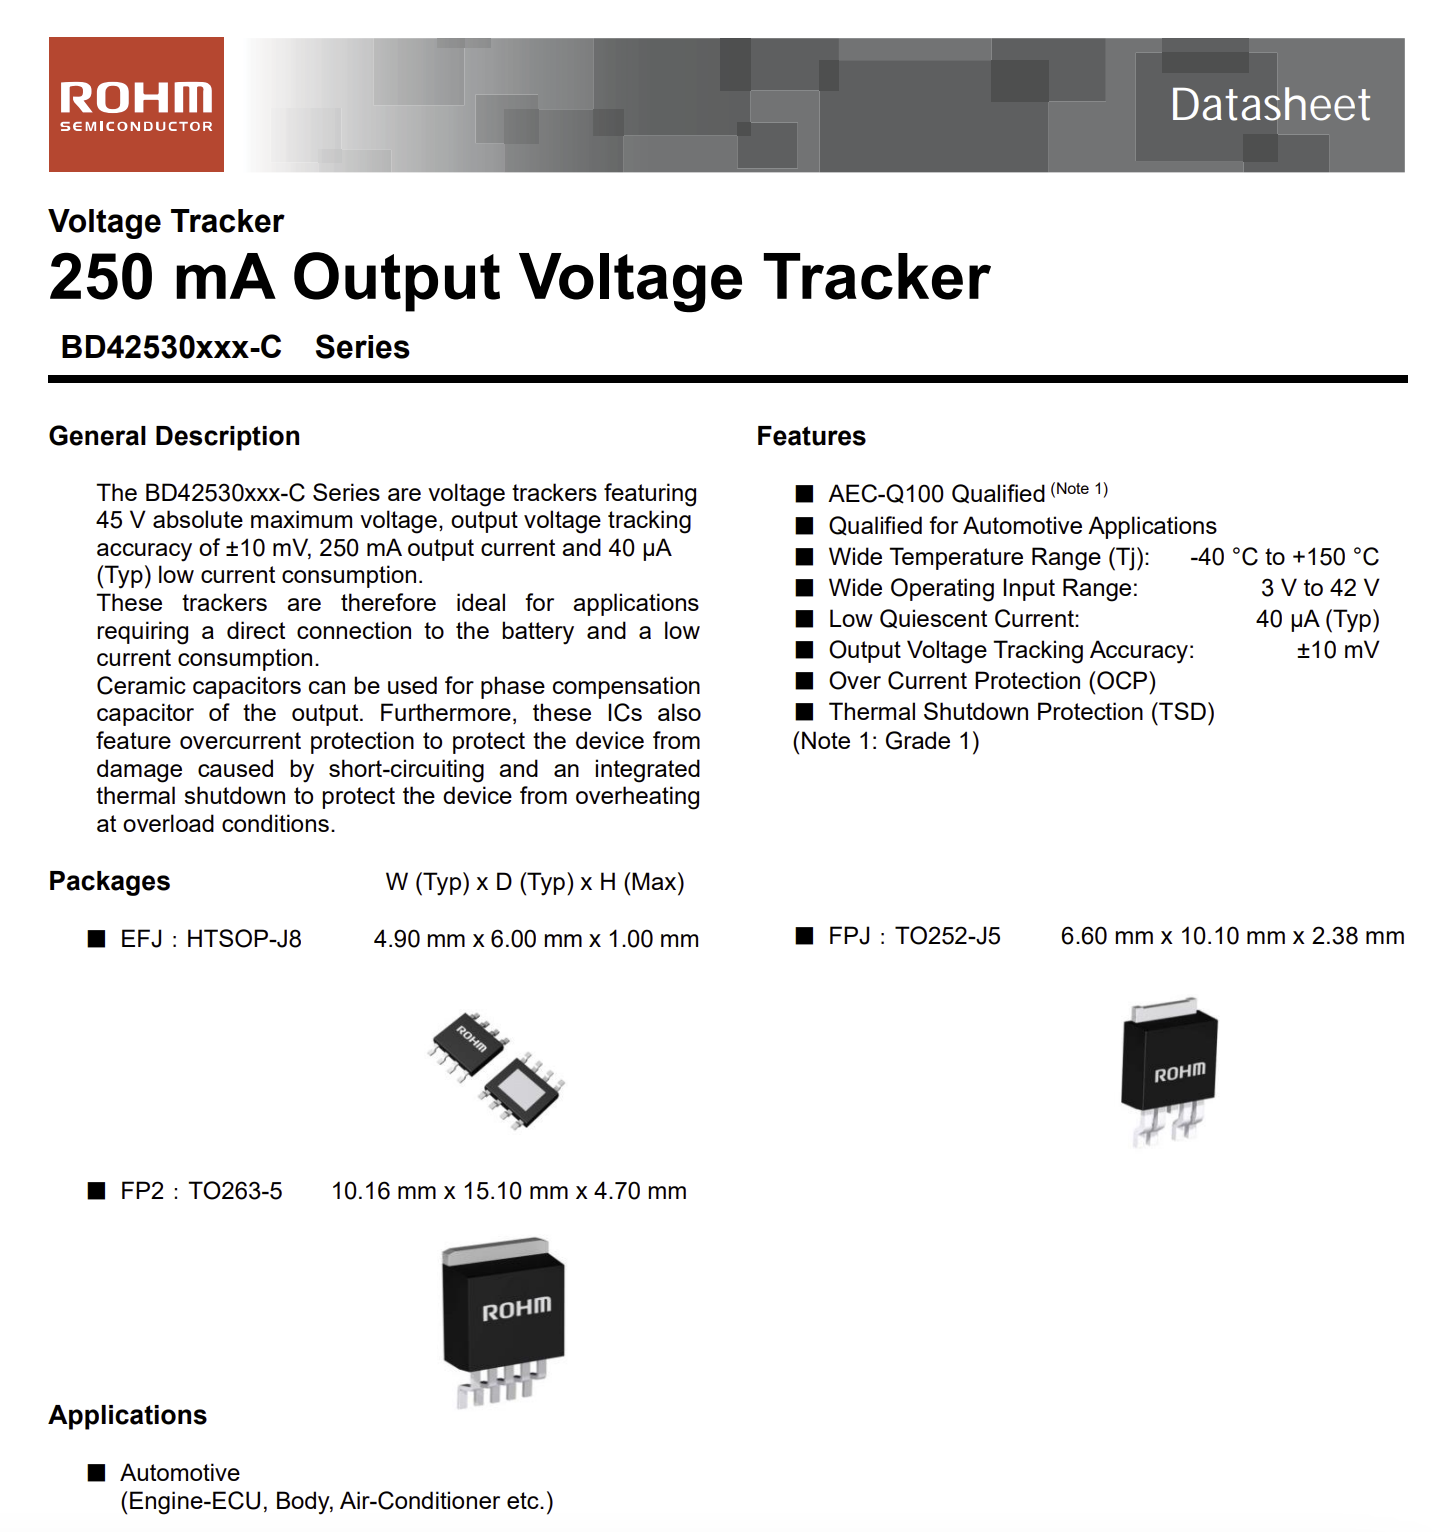 ROHM
SEMICONDUCTOR
Datasheet
Voltage Tracker
250 mA Output Voltage Tracker
BD42530xxx-C Series
General Description
The BD42530xxx-C Series are voltage trackers featuring
45 V absolute maximum voltage, output voltage tracking
accuracy of ±10 mV, 250 mA output current and 40 μA
(Typ) low current consumption.
These trackers are therefore ideal for applications
requiring a direct connection to the battery and a low
current consumption.
Ceramic capacitors can be used for phase compensation
capacitor of the output. Furthermore, these ICs also
feature overcurrent protection to protect the device from
damage caused by short-circuiting and an integrated
thermal shutdown to protect the device from overheating
at overload conditions.
Features
■ AEC-Q100 Qualified (Note 1)
■ Qualified for Automotive Applications
■ Wide Temperature Range (Tj): -40 °C to +150 °C
■ Wide Operating Input Range: 3 V to 42 V
■ Low Quiescent Current: 40 μA (Typ)
■ Output Voltage Tracking Accuracy: ±10 mV
■ Over Current Protection (OCP)
■ Thermal Shutdown Protection (TSD)
(Note 1: Grade 1)
Packages W (Typ) x D (Typ) x H (Max)
■ EFJ : HTSOP-J8 4.90 mm x 6.00 mm x 1.00 mm
ROHM
■ FPJ : TO252-J5 6.60 mm x 10.10 mm x 2.38 mm
ROHM
■ FP2 : TO263-5 10.16 mm x 15.10 mm x 4.70 mm
ROHM
Applications
■ Automotive
(Engine-ECU, Body, Air-Conditioner etc.)